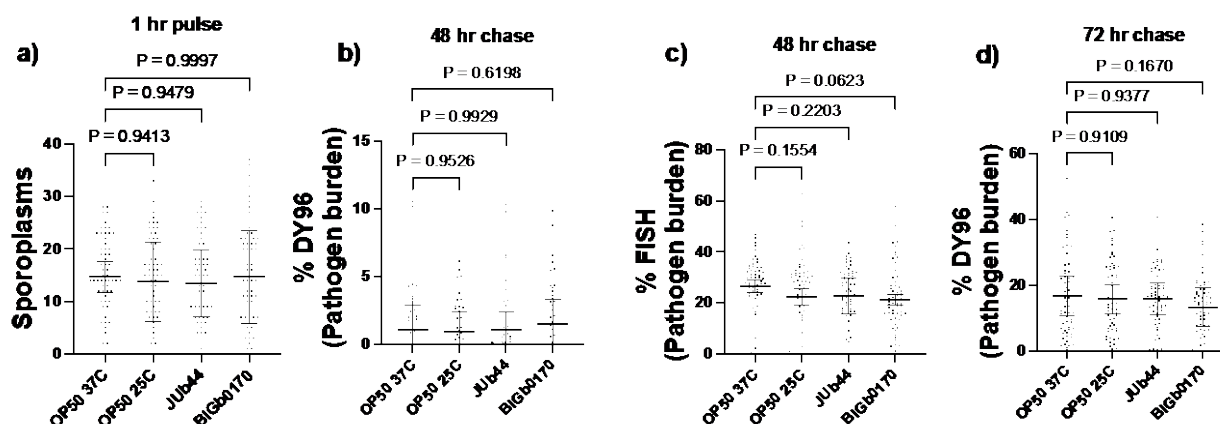 a)
1 hr pulse
P = 0.9997
P = 0.9479
P = 0.9413
Sporoplasms
40
30
20
10
0
OP50 37C
OP50 25C
JUb44
BIGb0170
b)
48 hr chase
P = 0.6198
P = 0.9929
P = 0.9526
% DY96
(Pathogen burden)
15
10
5
0
OP50 37C
OP50 25C
JUb44
BIGb0170
c)
48 hr chase
P = 0.0623
P = 0.2203
P = 0.1554
% FISH
(Pathogen burden)
80
60
40
20
0
OP50 37C
OP50 25C
JUb44
BIGb0170
d)
72 hr chase
P = 0.1670
P = 0.9377
P = 0.9109
% DY96
(Pathogen burden)
60
40
20
0
OP50 37C
OP50 25C
JUb44
BIGb0170